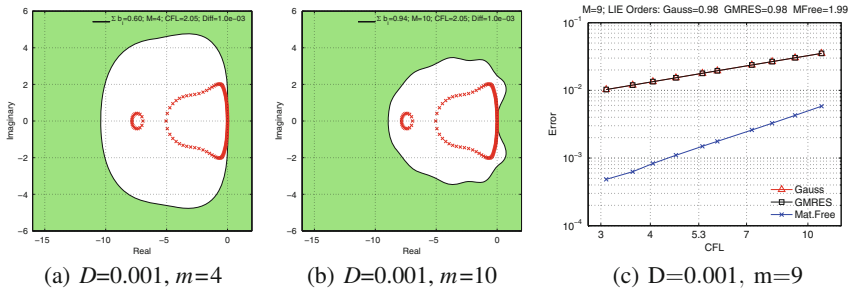 Σ b_i=0.60; M=4; CFL=2.05; Diff=1.0e−03
6
4
2
0
−2
−4
−6
Imaginary
−15
−10
−5
0
Real
(a) D=0.001, m=4
Σ b_i=0.94; M=10; CFL=2.05; Diff=1.0e−03
6
4
2
0
−2
−4
−6
Imaginary
−15
−10
−5
0
Real
(b) D=0.001, m=10
M=9; LIE Orders: Gauss=0.98 GMRES=0.98 MFree=1.99
10^−1
10^−2
10^−3
10^−4
Error
Gauss
GMRES
Mat.Free
3
4
5.3
7
10
CFL
(c) D=0.001, m=9